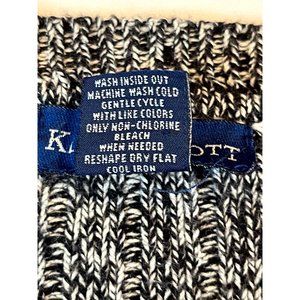 WASH INSIDE OUT
MACHINE WASH COLD
GENTLE CYCLE
WITH LIKE COLORS
ONLY NON-CHLORINE
BLEACH
WHEN NEEDED
RESHAPE DRY FLAT
COOL IRON